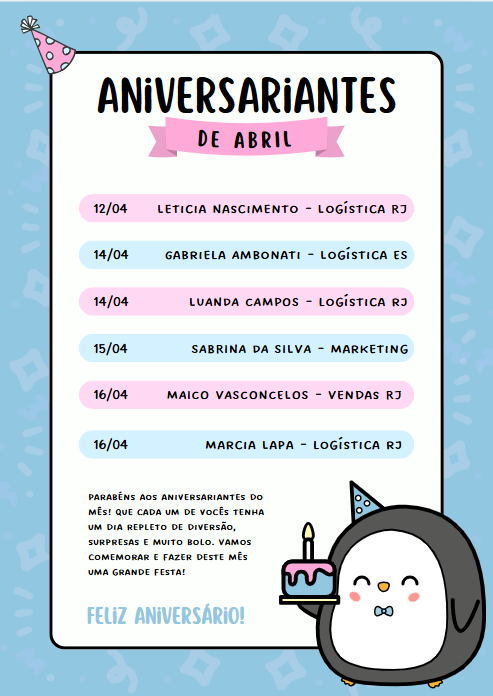 ANIVERSARIANTES
DE ABRIL
12/04 LETICIA NASCIMENTO - LOGÍSTICA RJ
14/04 GABRIELA AMBONATI - LOGÍSTICA ES
14/04 LUANDA CAMPOS - LOGÍSTICA RJ
15/04 SABRINA DA SILVA - MARKETING
16/04 MAICO VASCONCELOS - VENDAS RJ
16/04 MARCIA LAPA - LOGÍSTICA RJ
PARABÉNS AOS ANIVERSARIANTES DO
MÊS! QUE CADA UM DE VOCÊS TENHA
UM DIA REPLETO DE DIVERSÃO,
SURPRESAS E MUITO BOLO. VAMOS
COMEMORAR E FAZER DESTE MÊS
UMA GRANDE FESTA!
FELIZ ANIVERSÁRIO!